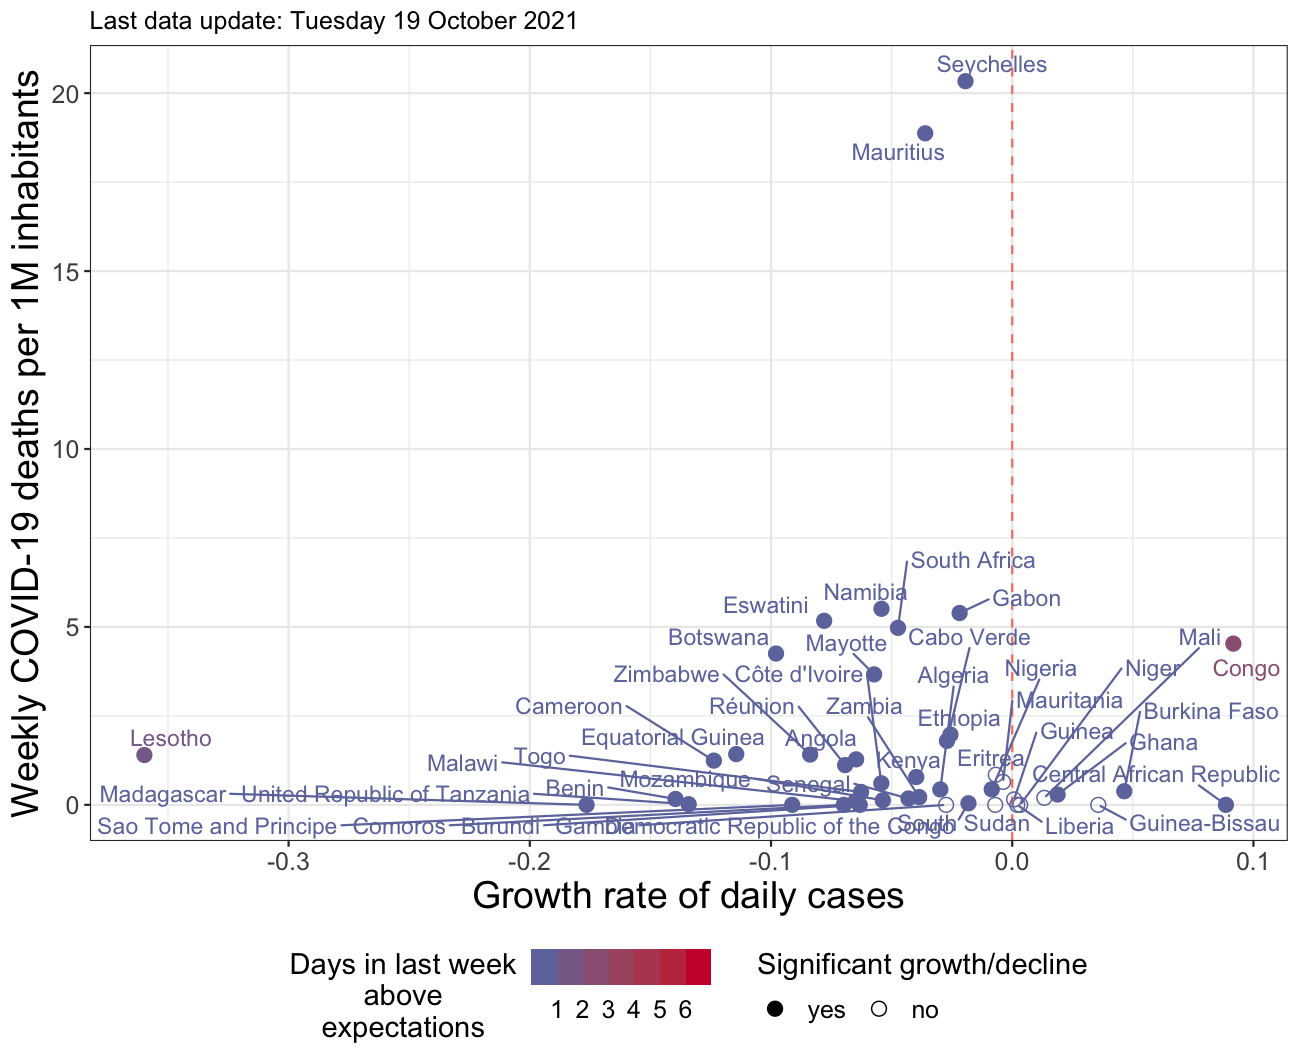 Last data update: Tuesday 19 October 2021
Weekly COVID-19 deaths per 1M inhabitants
20
15
10
5
0
Seychelles
Mauritius
South Africa
Namibia
Gabon
Eswatini
Botswana
Mayotte
Cabo Verde
Mali
Zimbabwe
Côte d'Ivoire
Algeria
Nigeria
Niger
Congo
Cameroon
Réunion
Zambia
Mauritania
Burkina Faso
Ethiopia
Lesotho
Equatorial Guinea
Angola
Guinea
Ghana
Togo
Malawi
Kenya
Eritrea
Central African Republic
Mozambique
Senegal
Benin
Madagascar
United Republic of Tanzania
Sao Tome and Principe
Comoros
Burundi
Gambia
Democratic Republic of the Congo
South Sudan
Liberia
Guinea-Bissau
-0.3
-0.2
-0.1
0.0
0.1
Growth rate of daily cases
Days in last week
above
expectations
1 2 3 4 5 6
Significant growth/decline
yes
no